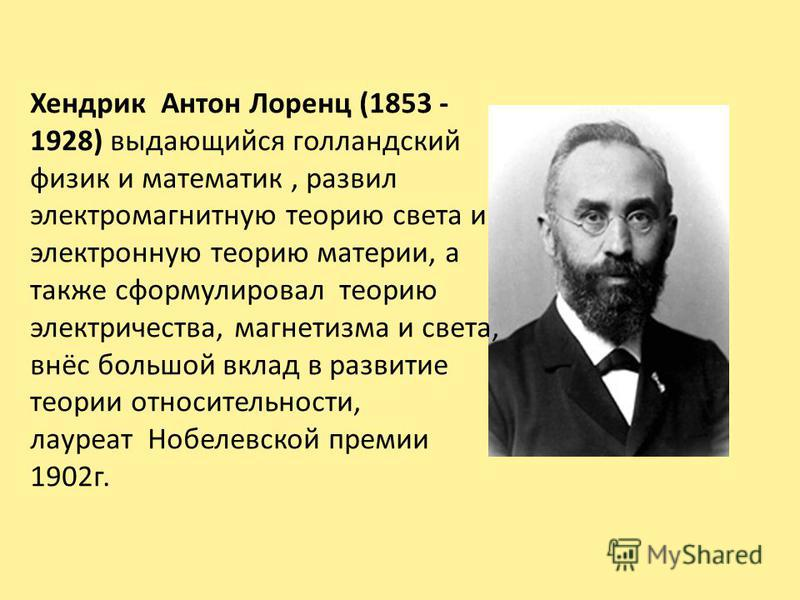 Хендрик Антон Лоренц (1853 -
1928) выдающийся голландский
физик и математик , развил
электромагнитную теорию света и
электронную теорию материи, а
также сформулировал теорию
электричества, магнетизма и света,
внёс большой вклад в развитие
теории относительности,
лауреат Нобелевской премии
1902г.
MyShared